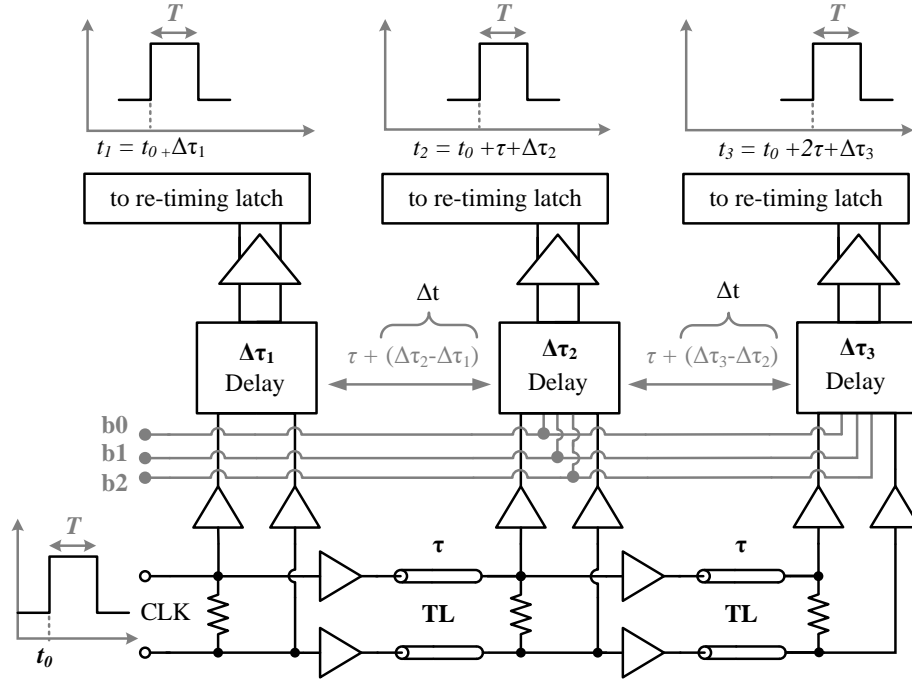 T
T
T
t1 = t0 + Δτ1
t2 = t0 + τ + Δτ2
t3 = t0 + 2τ + Δτ3
to re-timing latch
to re-timing latch
to re-timing latch
Δt
Δt
Δτ1
Delay
τ + (Δτ2-Δτ1)
Δτ2
Delay
τ + (Δτ3-Δτ2)
Δτ3
Delay
b0
b1
b2
T
τ
τ
CLK
TL
TL
t0